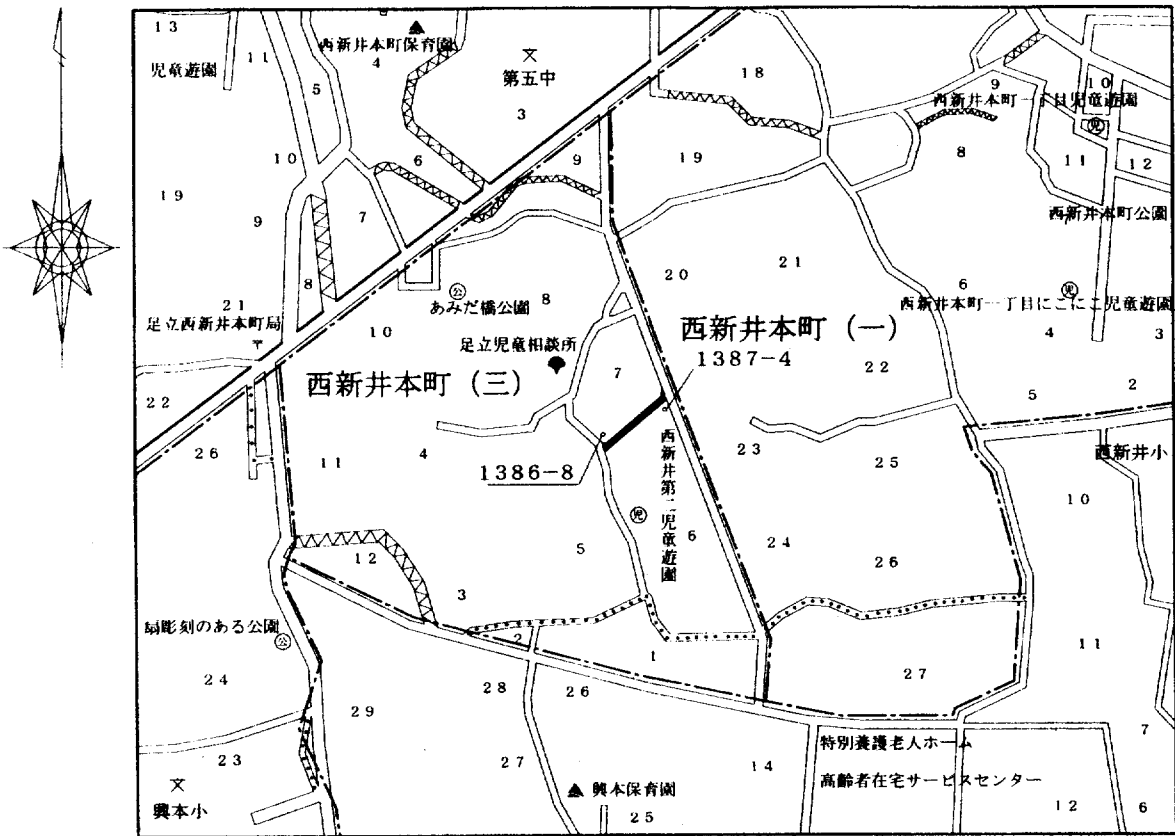 13
11
児童遊園
5
西新井本町保育園
4
文
第五中
3
18
9
10
西新井本町一丁目児童遊園
児
10
6
9
19
8
11
12
19
9
7
西新井本町公園
20
21
6
児
21
8
公
あみだ橋公園
8
西新井本町一丁目にこにこ児童遊園
足立西新井本町局
〒
10
足立児童相談所
西新井本町(一)
4
3
1387-4
西新井本町(三)
7
22
22
2
5
26
11
4
1386-8
西新井第二児童遊園
23
25
西新井小
10
児
12
5
6
24
26
3
扇彫刻のある公園
公
2
1
11
24
28
26
27
29
7
23
27
14
特別養護老人ホーム
高齢者在宅サービスセンター
文
興本小
興本保育園
25
12
6